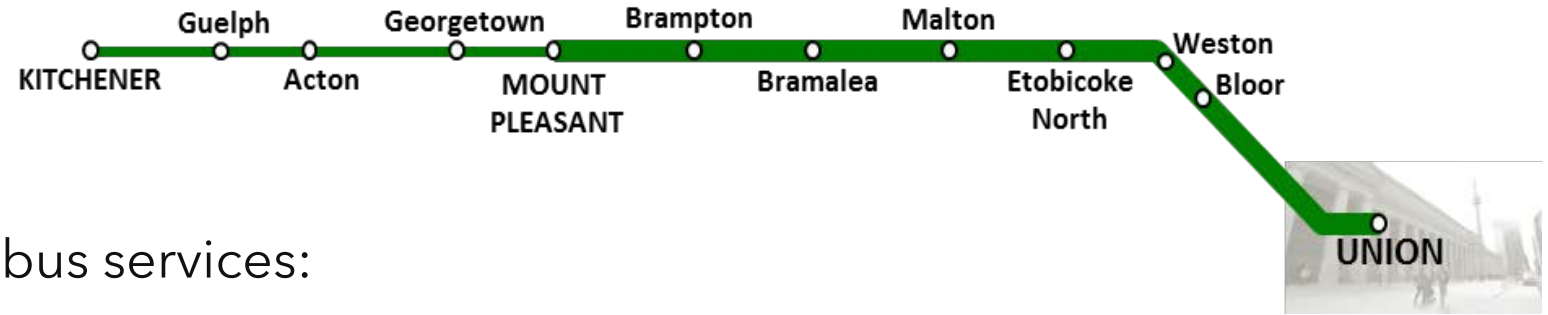 Guelph
Georgetown
Brampton
Malton
Weston
KITCHENER
Acton
MOUNT
PLEASANT
Bramalea
Etobicoke
North
Bloor
UNION
bus services: